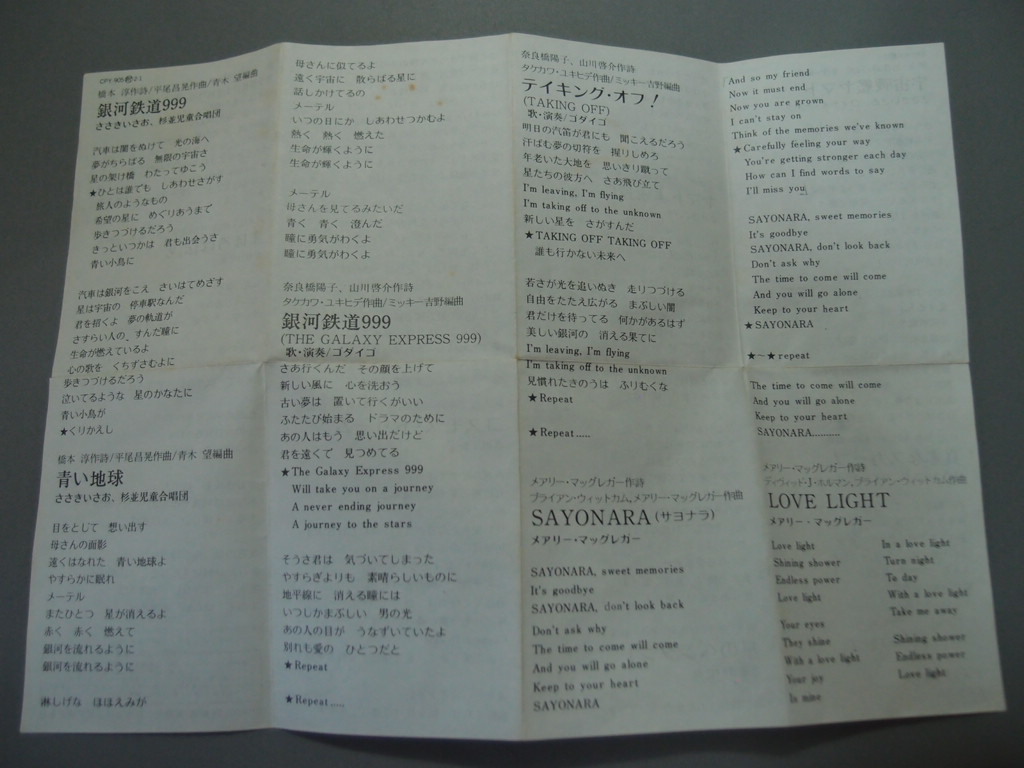 橋本 淳作詩/平尾昌晃作曲/青木 望編曲
銀河鉄道999
ささきいさお、杉並児童合唱団
汽車は闇をぬけて 光の海へ
夢がちらばる 無限の宇宙さ
星の架け橋 わたってゆこう
★ひとは誰でも しあわせさがす
旅人のようなもの
希望の星に めぐりあうまで
歩きつづけるだろう
きっといつかは 君も出会うさ
青い小鳥に
汽車は銀河をこえ さいはてめざす
星は宇宙の 停車駅なんだ
君を招くよ 夢の軌道が
さすらい人の、すんだ瞳に
生命が燃えているよ
心の歌を くちずさむよに
歩きつづけるだろう
泣いてるような 星のかなたに
青い小鳥が
★くりかえし
橋本 淳作詩/平尾昌晃作曲/青木 望編曲
青い地球
ささきいさお、杉並児童合唱団
目をとじて 想い出す
母さんの面影
遠くはなれた 青い地球よ
やすらかに眠れ
メーテル
またひとつ 星が消えるよ
赤く 赤く 燃えて
銀河を流れるように
銀河を流れるように
淋しげな ほほえみが
母さんに似てるよ
遠く宇宙に 散らばる星に
話しかけてるの
メーテル
いつの日にか しあわせつかむよ
熱く 熱く 燃えた
生命が輝くように
生命が輝くように
メーテル
母さんを見てるみたいだ
青く 青く 澄んだ
瞳に勇気がわくよ
瞳に勇気がわくよ
奈良橋陽子、山川啓介作詩
タケカワ・ユキヒデ作曲/ミッキー吉野編曲
銀河鉄道999
(THE GALAXY EXPRESS 999)
歌・演奏/ゴダイゴ
さあ行くんだ その顔を上げて
新しい風に 心を洗おう
古い夢は 置いて行くがいい
ふたたび始まる ドラマのために
あの人はもう 思い出だけど
君を遠くで 見つめてる
★The Galaxy Express 999
Will take you on a journey
A never ending journey
A journey to the stars
そうさ君は 気づいてしまった
やすらぎよりも 素晴らしいものに
地平線に 消える瞳には
いつしかまぶしい 男の光
あの人の目が うなずいていたよ
別れも愛の ひとつだと
★Repeat
★Repeat.....
奈良橋陽子、山川啓介作詩
タケカワ・ユキヒデ作曲/ミッキー吉野編曲
テイキング・オフ!
(TAKING OFF)
歌・演奏/ゴダイゴ
明日の汽笛が君にも 聞こえるだろう
汗ばむ夢の切符を 握りしめろ
年老いた大地を 思いきり蹴って
星たちの彼方へ さあ飛び立て
I'm leaving, I'm flying
I'm taking off to the unknown
新しい星を さがすんだ
★TAKING OFF TAKING OFF
誰も行かない未来へ
若さが光を追いぬき 走りつづける
自由をたたえ広がる まぶしい闇
君だけを待ってる 何かがあるはず
美しい銀河の 消える果てに
I'm leaving, I'm flying
I'm taking off to the unknown
見慣れたきのうは ふりむくな
★Repeat
★Repeat.....
メアリー・マッグレガー作詩
ブライアン・ウィットカム、メアリー・マッグレガー作曲
SAYONARA(サヨナラ)
メアリー・マッグレガー
SAYONARA, sweet memories
It's goodbye
SAYONARA, don't look back
Don't ask why
The time to come will come
And you will go alone
Keep to your heart
SAYONARA
And so my friend
Now it must end
Now you are grown
I can't stay on
Think of the memories we've known
★Carefully feeling your way
You're getting stronger each day
How can I find words to say
I'll miss you
SAYONARA, sweet memories
It's goodbye
SAYONARA, don't look back
Don't ask why
The time to come will come
And you will go alone
Keep to your heart
★SAYONARA
★〜★repeat
The time to come will come
And you will go alone
Keep to your heart
SAYONARA..........
メアリー・マッグレガー作詩
デイヴィッド・J・ホルマン、ブライアン・ウィットカム作曲
LOVE LIGHT
メアリー・マッグレガー
Love light
Shining shower
Endless power
Love light
Your eyes
They shine
With a love light
Your joy
Is mine
In a love light
Turn night
To day
With a love light
Take me away
Shining shower
Endless power
Love light